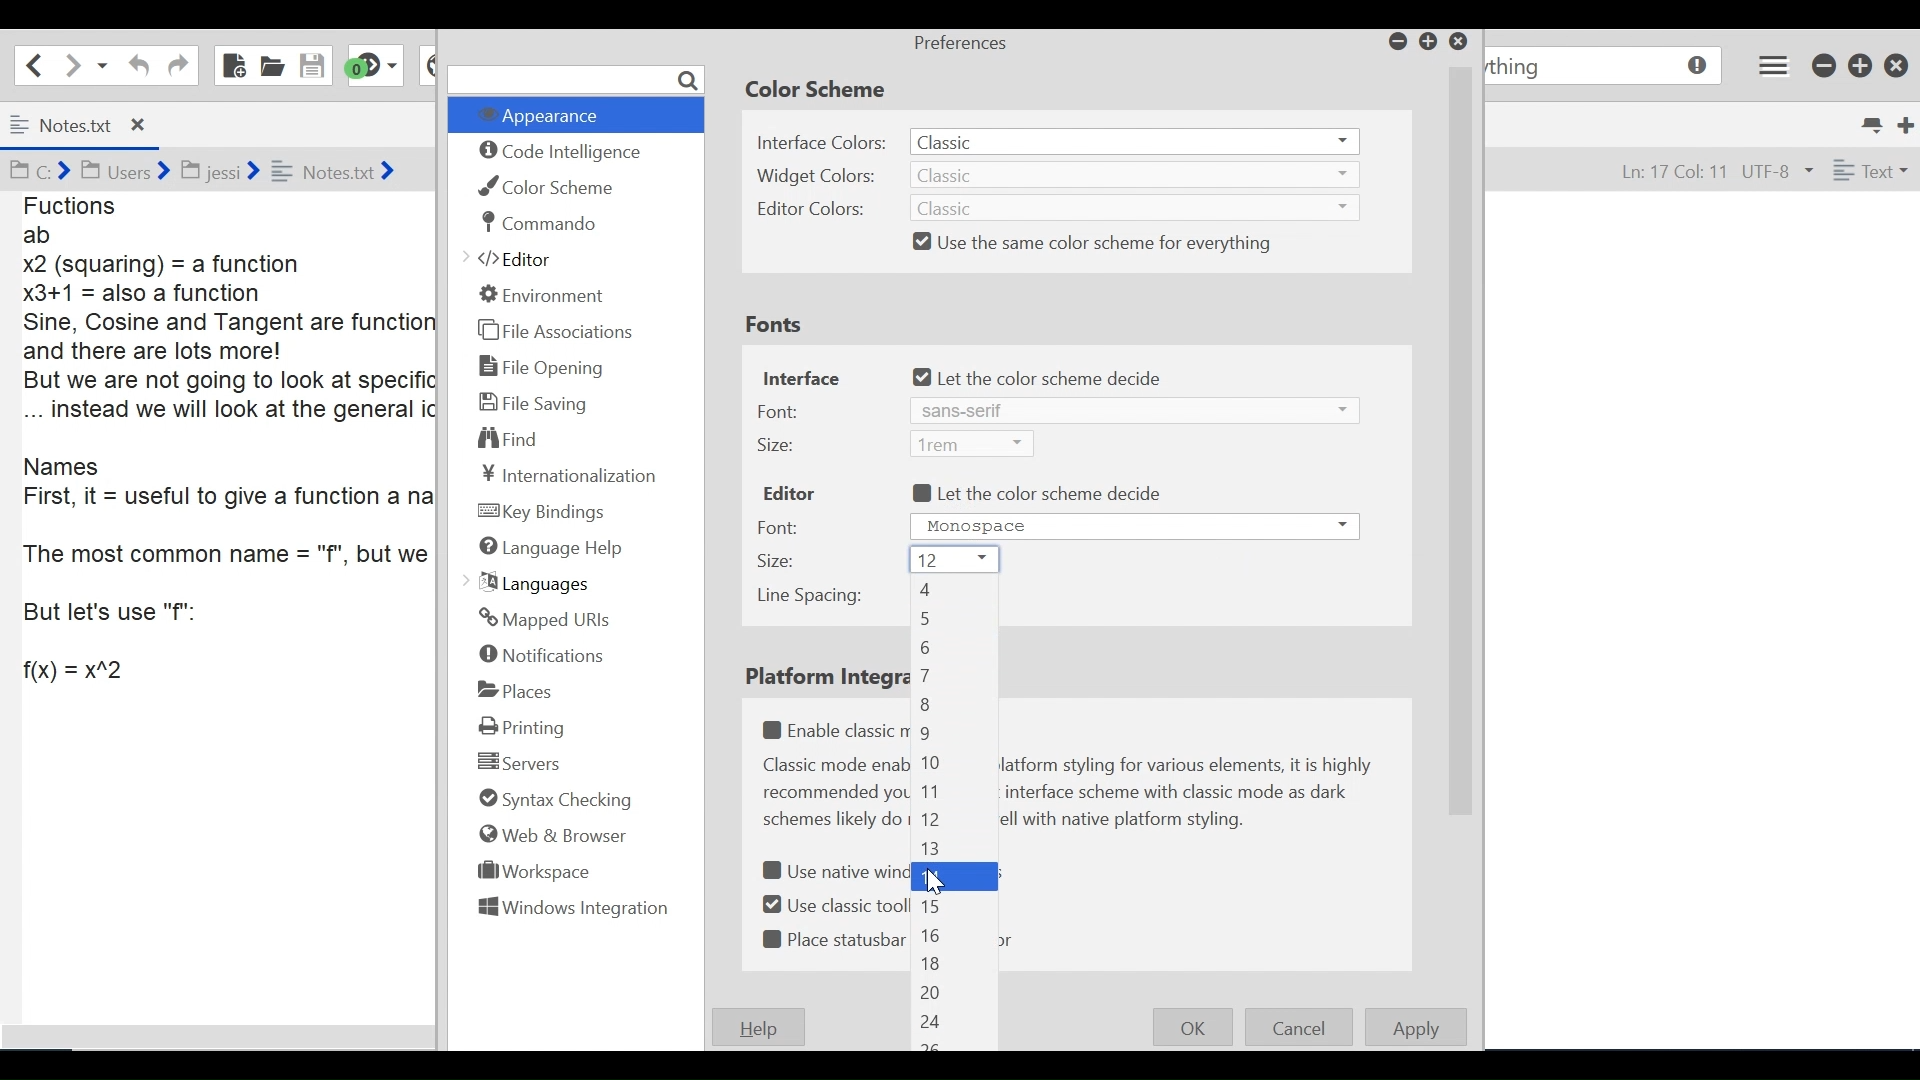 Preferences
0
ything
Notes.txt
C: Users jessi Notes.txt
Ln: 17 Col: 11 UTF-8 Text
Fuctions
ab
x2 (squaring) = a function
x3+1 = also a function
Sine, Cosine and Tangent are function
and there are lots more!
But we are not going to look at specific
... instead we will look at the general
Names
First, it = useful to give a function a na
The most common name = "f", but we
But let's use "f":
f(x) = x^2
Appearance
Code Intelligence
Color Scheme
Commando
Editor
Environment
File Associations
File Opening
File Saving
Find
Internationalization
Key Bindings
Language Help
Languages
Mapped URIs
Notifications
Places
Printing
Servers
Syntax Checking
Web & Browser
Workspace
Windows Integration
Color Scheme
Interface Colors: Classic
Widget Colors: Classic
Editor Colors: Classic
Use the same color scheme for everything
Fonts
Interface Let the color scheme decide
Font: sans-serif
Size: 1rem
Editor Let the color scheme decide
Font: Monospace
Size: 12
Line Spacing:
4
5
6
7
8
9
10
11
12
13
15
16
18
20
24
26
Platform Integra
Enable classic m
Classic mode enab latform styling for various elements, it is highly
recommended you interface scheme with classic mode as dark
schemes likely do ell with native platform styling.
Use native wind s
Use classic tool
Place statusbar or
Help
OK
Cancel
Apply